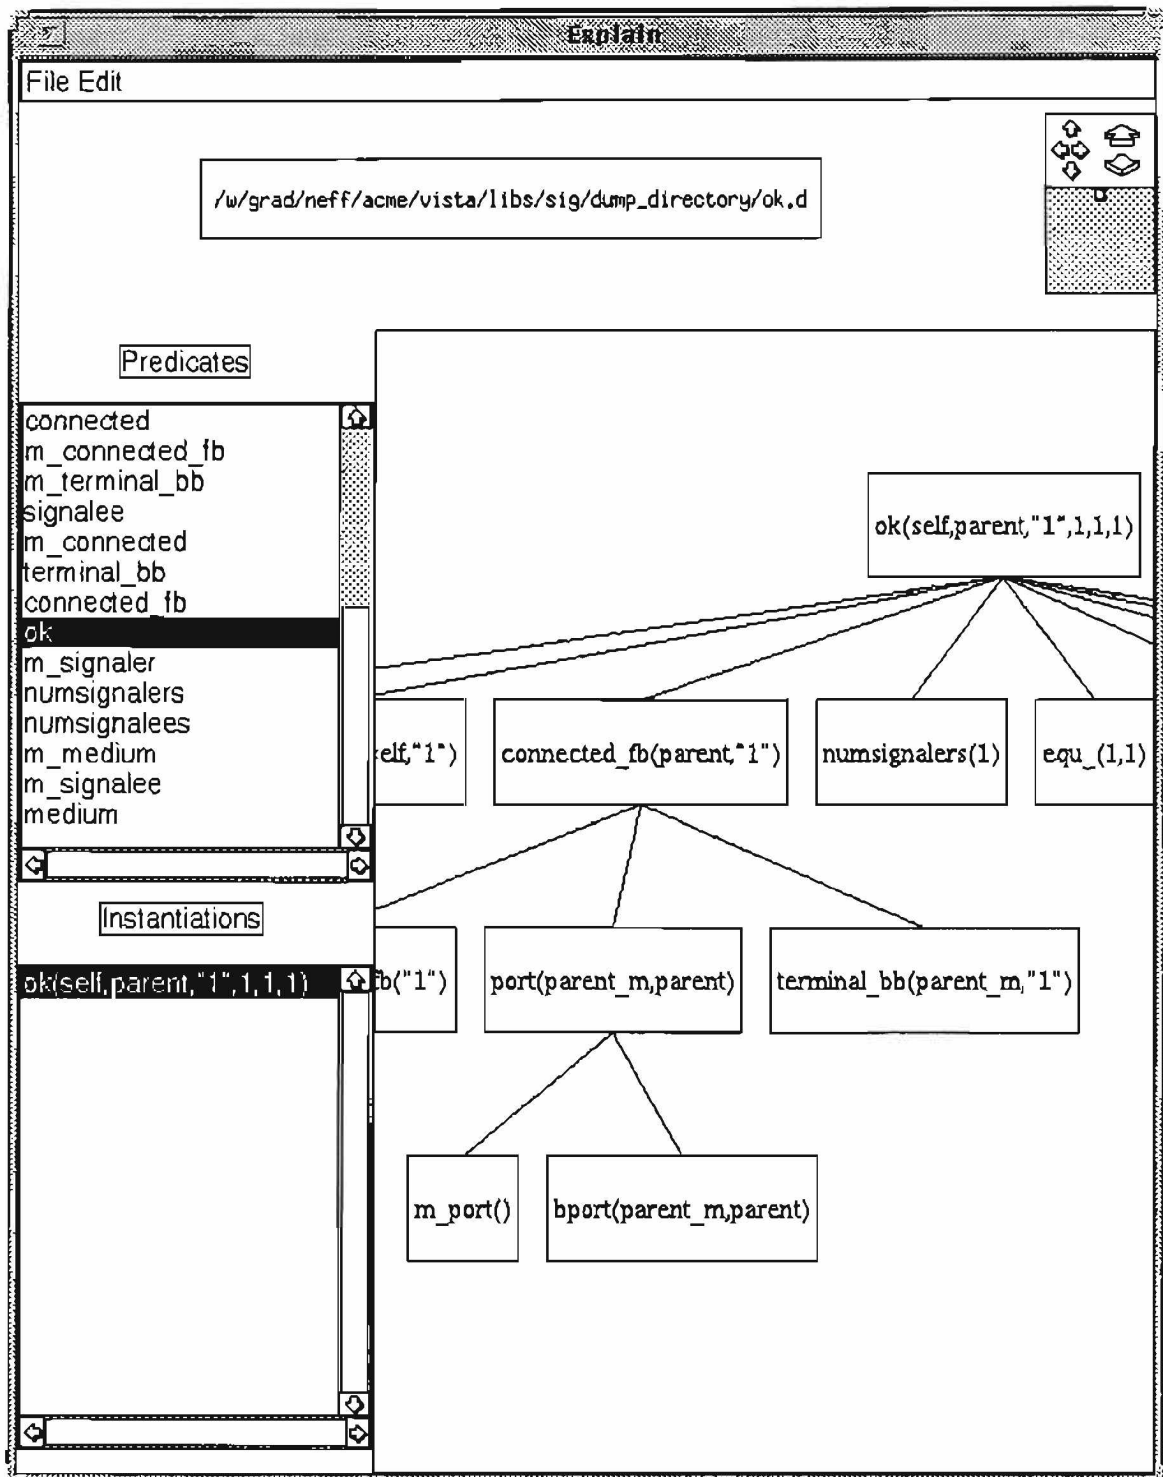 Explain
File Edit
/w/grad/neff/acme/vista/libs/sig/dump_directory/ok.d
Predicates
connected
m_connected_fb
m_terminal_bb
signalee
m_connected
terminal_bb
connected_fb
ok
m_signaler
numsignalers
numsignalees
m_medium
m_signalee
medium
Instantiations
ok(self,parent,"1",1,1,1)
ok(self,parent,"1",1,1,1)
elf,"1")
connected_fb(parent,"1")
numsignalers(1)
equ_(1,1)
fb("1")
port(parent_m,parent)
terminal_bb(parent_m,"1")
m_port()
bport(parent_m,parent)